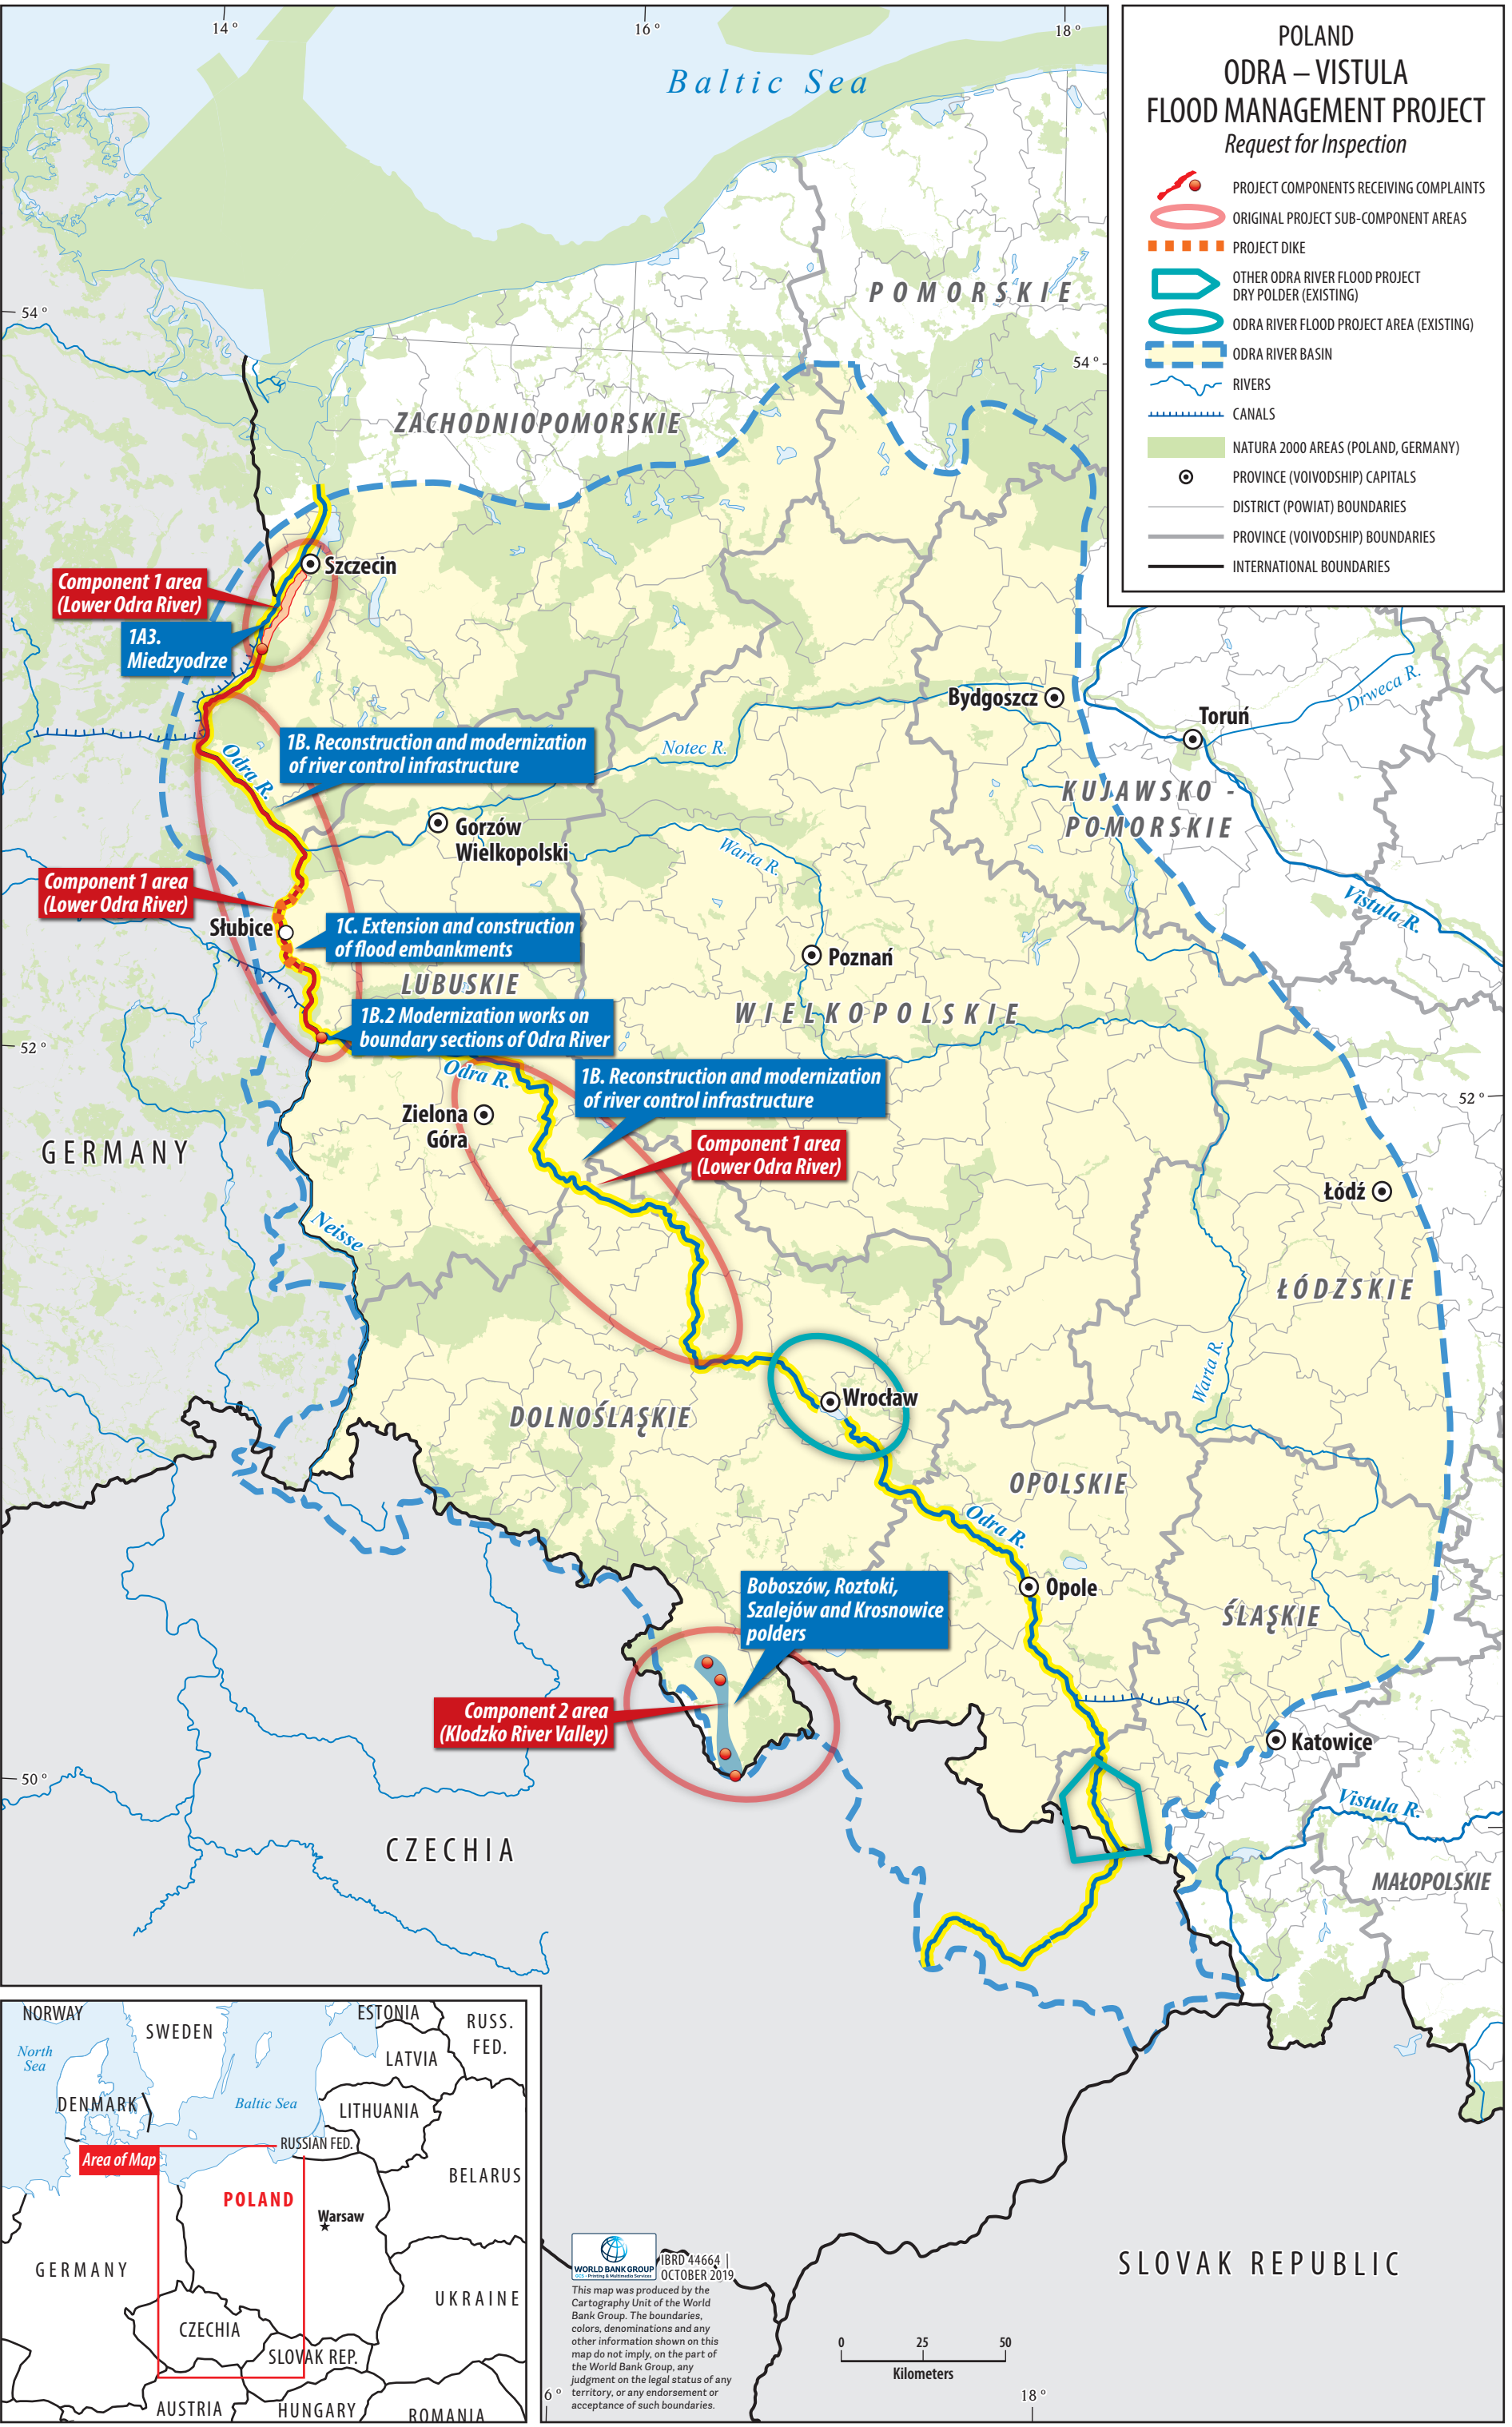 14°
16°
18°
Baltic Sea
POLAND
ODRA – VISTULA
FLOOD MANAGEMENT PROJECT
Request for Inspection
PROJECT COMPONENTS RECEIVING COMPLAINTS
ORIGINAL PROJECT SUB-COMPONENT AREAS
PROJECT DIKE
OTHER ODRA RIVER FLOOD PROJECT
DRY POLDER (EXISTING)
ODRA RIVER FLOOD PROJECT AREA (EXISTING)
ODRA RIVER BASIN
RIVERS
CANALS
NATURA 2000 AREAS (POLAND, GERMANY)
PROVINCE (VOIVODSHIP) CAPITALS
DISTRICT (POWIAT) BOUNDARIES
PROVINCE (VOIVODSHIP) BOUNDARIES
INTERNATIONAL BOUNDARIES
54°
POMORSKIE
54°
ZACHODNIOPOMORSKIE
Szczecin
Component 1 area
(Lower Odra River)
1A3.
Miedzyodrze
Bydgoszcz
Toruń
Drweca R.
Odra R.
1B. Reconstruction and modernization
of river control infrastructure
Notec R.
KUJAWSKO -
POMORSKIE
Gorzów
Wielkopolski
Warta R.
Component 1 area
(Lower Odra River)
Vistula R.
Słubice
1C. Extension and construction
of flood embankments
Poznań
LUBUSKIE
WIELKOPOLSKIE
1B.2 Modernization works on
boundary sections of Odra River
52°
Odra R.
1B. Reconstruction and modernization
of river control infrastructure
52°
Zielona
Góra
GERMANY
Component 1 area
(Lower Odra River)
Łódź
Neisse
ŁÓDZSKIE
Warta R.
Wrocław
DOLNOŚLĄSKIE
OPOLSKIE
Odra R.
Boboszów, Roztoki,
Szalejów and Krosnowice
polders
Opole
ŚLĄSKIE
Component 2 area
(Klodzko River Valley)
Katowice
50°
Vistula R.
CZECHIA
MAŁOPOLSKIE
NORWAY
SWEDEN
ESTONIA
RUSS.
FED.
North
Sea
LATVIA
DENMARK
Baltic Sea
LITHUANIA
RUSSIAN FED.
Area of Map
BELARUS
POLAND
Warsaw
GERMANY
UKRAINE
CZECHIA
SLOVAK REP.
AUSTRIA
HUNGARY
ROMANIA
WORLD BANK GROUP
GCS - Printing & Multimedia Services
IBRD 44664 |
OCTOBER 2019
This map was produced by the
Cartography Unit of the World
Bank Group. The boundaries,
colors, denominations and any
other information shown on this
map do not imply, on the part of
the World Bank Group, any
judgment on the legal status of any
territory, or any endorsement or
acceptance of such boundaries.
SLOVAK REPUBLIC
0 25 50
Kilometers
6°
18°